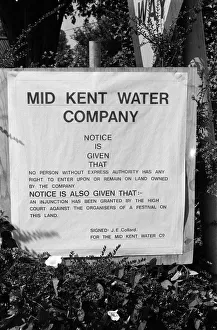 MID KENT WATER
COMPANY
NOTICE
IS
GIVEN
THAT
NO PERSON WITHOUT EXPRESS AUTHORITY HAS ANY
RIGHT TO ENTER UPON OR REMAIN ON LAND OWNED
BY THE COMPANY
NOTICE IS ALSO GIVEN THAT:-
AN INJUNCTION HAS BEEN GRANTED BY THE HIGH
COURT AGAINST THE ORGANISERS OF A FESTIVAL ON
THIS LAND.
SIGNED: J.E.Collard.
FOR THE MID KENT WATER CO